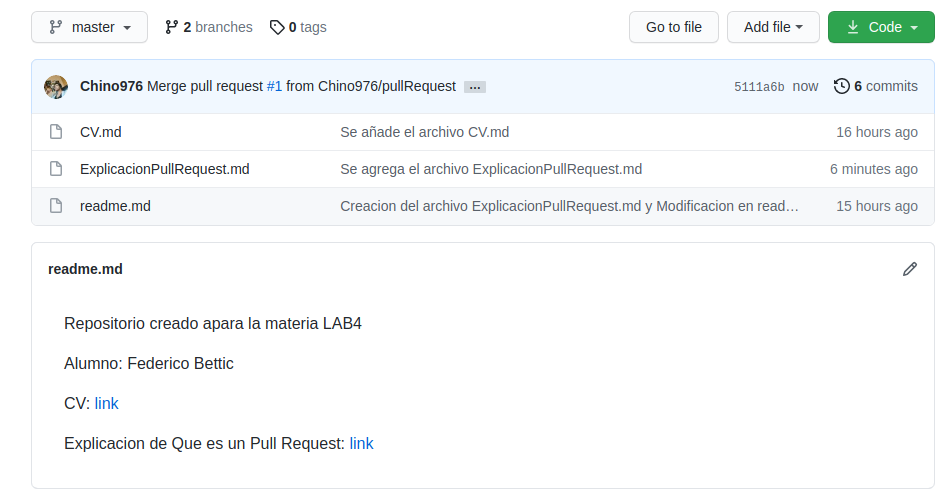 master 2 branches 0 tags Go to file Add file Code
Chino976 Merge pull request #1 from Chino976/pullRequest ... 5111a6b now 6 commits
CV.md Se añade el archivo CV.md 16 hours ago
ExplicacionPullRequest.md Se agrega el archivo ExplicacionPullRequest.md 6 minutes ago
readme.md Creacion del archivo ExplicacionPullRequest.md y Modificacion en read… 15 hours ago
readme.md
Repositorio creado apara la materia LAB4
Alumno: Federico Bettic
CV: link
Explicacion de Que es un Pull Request: link